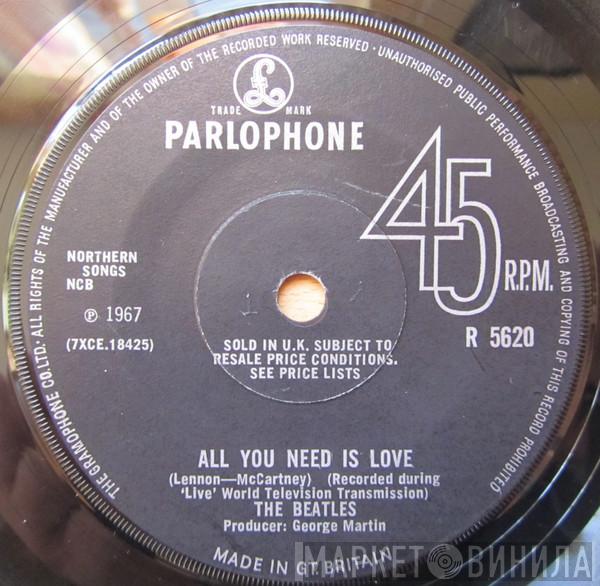 THE GRAMOPHONE CO. LTD. · ALL RIGHTS OF THE MANUFACTURER AND OF THE OWNER OF THE RECORDED WORK RESERVED · UNAUTHORISED PUBLIC PERFORMANCE BROADCASTING AND COPYING OF THIS RECORD PROHIBITED
£
TRADE MARK
PARLOPHONE
45
R.P.M.
R 5620
NORTHERN
SONGS
NCB
℗ 1967
(7XCE.18425)
SOLD IN U.K. SUBJECT TO
RESALE PRICE CONDITIONS.
SEE PRICE LISTS
ALL YOU NEED IS LOVE
(Lennon—McCartney) (Recorded during
'Live' World Television Transmission)
THE BEATLES
Producer: George Martin
MADE IN GT. BRITAIN
МАРКЕТ ВИНИЛА